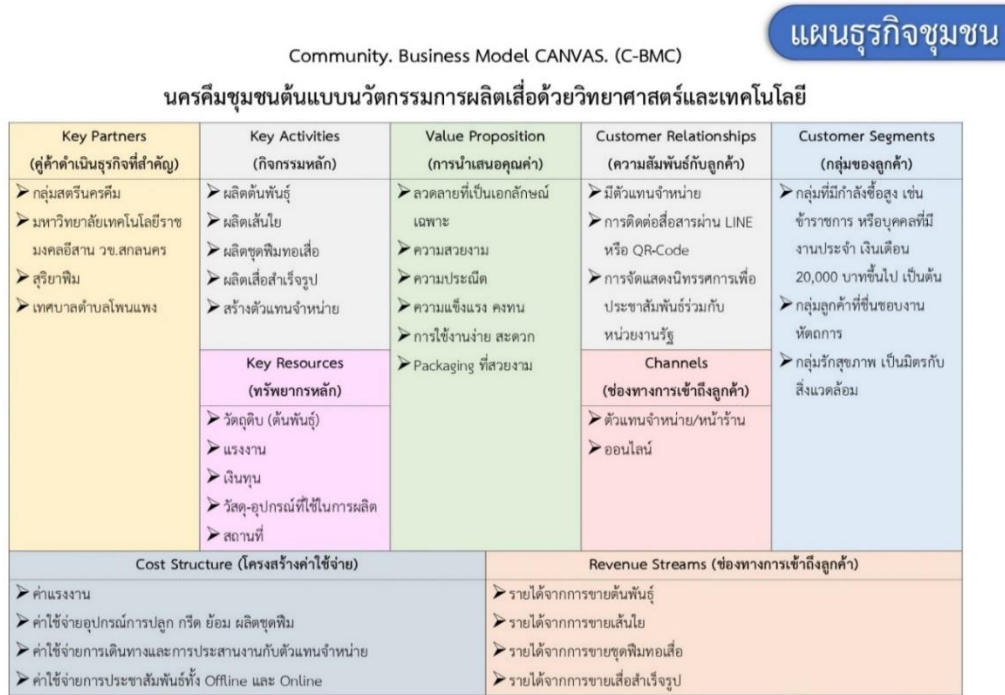 แผนธุรกิจชุมชน
Community. Business Model CANVAS. (C-BMC)
นครคึมชุมชนต้นแบบนวัตกรรมการผลิตเสื่อด้วยวิทยาศาสตร์และเทคโนโลยี
Key Partners
(คู่ค้าดำเนินธุรกิจที่สำคัญ)
➢ กลุ่มสตรีนครคึม
➢ มหาวิทยาลัยเทคโนโลยีราช
มงคลอีสาน วข.สกลนคร
➢ สุริยาฟืม
➢ เทศบาลตำบลโพนแพง
Key Activities
(กิจกรรมหลัก)
➢ ผลิตต้นพันธุ์
➢ ผลิตเส้นใย
➢ ผลิตชุดฟืมทอเสื่อ
➢ ผลิตเสื่อสำเร็จรูป
➢ สร้างตัวแทนจำหน่าย
Key Resources
(ทรัพยากรหลัก)
➢ วัตถุดิบ (ต้นพันธุ์)
➢ แรงงาน
➢ เงินทุน
➢ วัสดุ-อุปกรณ์ที่ใช้ในการผลิต
➢ สถานที่
Value Proposition
(การนำเสนอคุณค่า)
➢ ลวดลายที่เป็นเอกลักษณ์
เฉพาะ
➢ ความสวยงาม
➢ ความประณีต
➢ ความแข็งแรง คงทน
➢ การใช้งานง่าย สะดวก
➢ Packaging ที่สวยงาม
Customer Relationships
(ความสัมพันธ์กับลูกค้า)
➢ มีตัวแทนจำหน่าย
➢ การติดต่อสื่อสารผ่าน LINE
หรือ QR-Code
➢ การจัดแสดงนิทรรศการเพื่อ
ประชาสัมพันธ์ร่วมกับ
หน่วยงานรัฐ
Channels
(ช่องทางการเข้าถึงลูกค้า)
➢ ตัวแทนจำหน่าย/หน้าร้าน
➢ ออนไลน์
Customer Segments
(กลุ่มของลูกค้า)
➢ กลุ่มที่มีกำลังซื้อสูง เช่น
ข้าราชการ หรือบุคคลที่มี
งานประจำ เงินเดือน
20,000 บาทขึ้นไป เป็นต้น
➢ กลุ่มลูกค้าที่ชื่นชอบงาน
หัตถการ
➢ กลุ่มรักสุขภาพ เป็นมิตรกับ
สิ่งแวดล้อม
Cost Structure (โครงสร้างค่าใช้จ่าย)
➢ ค่าแรงงาน
➢ ค่าใช้จ่ายอุปกรณ์การปลูก กรีด ย้อม ผลิตชุดฟืม
➢ ค่าใช้จ่ายการเดินทางและการประสานงานกับตัวแทนจำหน่าย
➢ ค่าใช้จ่ายการประชาสัมพันธ์ทั้ง Offline และ Online
Revenue Streams (ช่องทางการเข้าถึงลูกค้า)
➢ รายได้จากการขายต้นพันธุ์
➢ รายได้จากการขายเส้นใย
➢ รายได้จากการขายชุดฟืมทอเสื่อ
➢ รายได้จากการขายเสื่อสำเร็จรูป